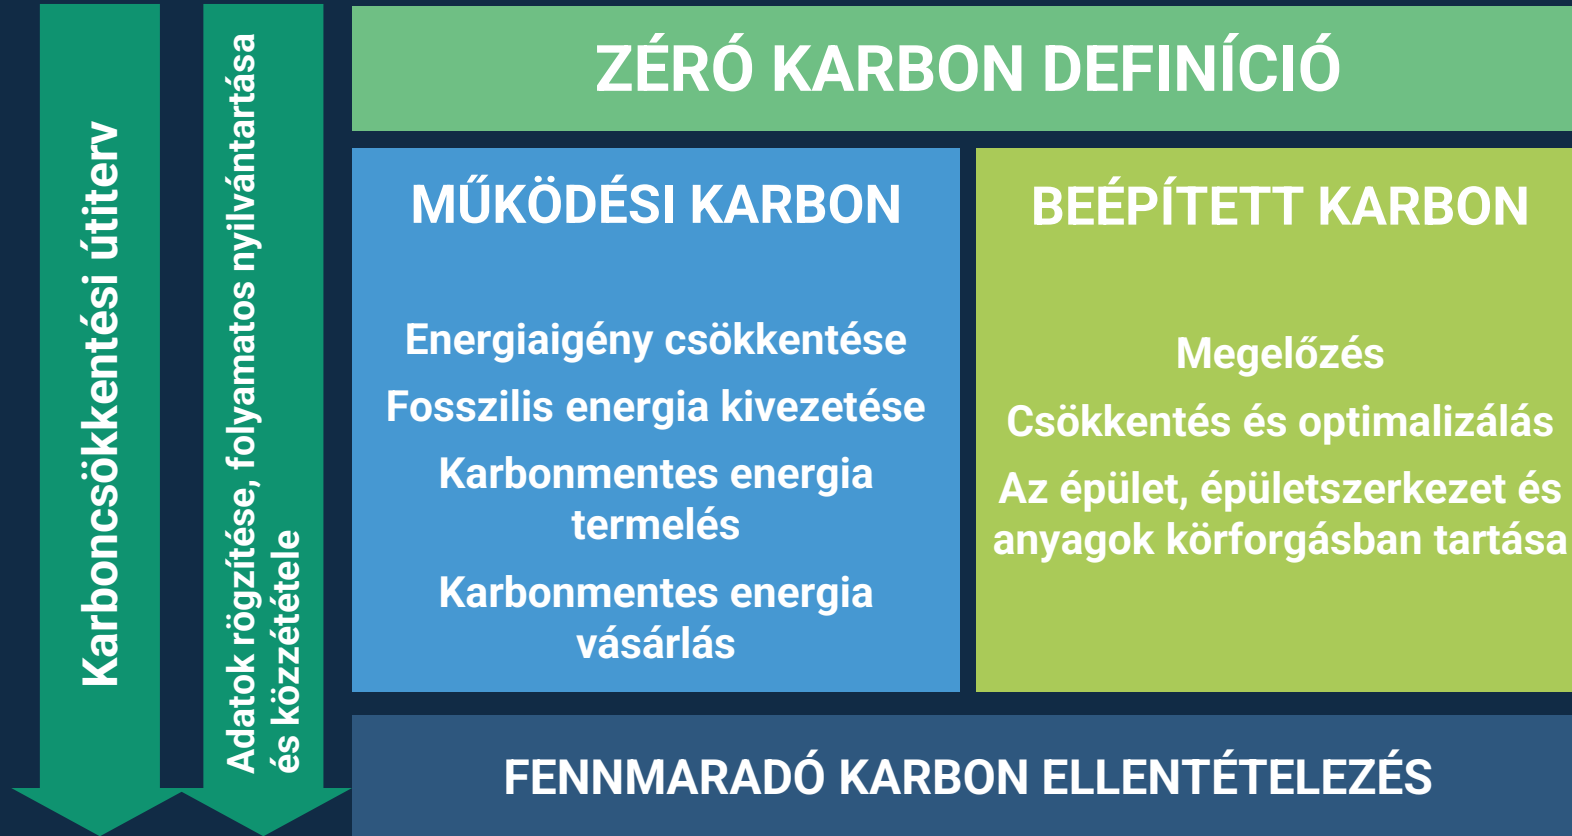 Karboncsökkentési útiterv
Adatok rögzítése, folyamatos nyilvántartása
és közzététele
ZÉRÓ KARBON DEFINÍCIÓ
MŰKÖDÉSI KARBON
Energiaigény csökkentése
Fosszilis energia kivezetése
Karbonmentes energia
termelés
Karbonmentes energia
vásárlás
BEÉPÍTETT KARBON
Megelőzés
Csökkentés és optimalizálás
Az épület, épületszerkezet és
anyagok körforgásban tartása
FENNMARADÓ KARBON ELLENTÉTELEZÉS